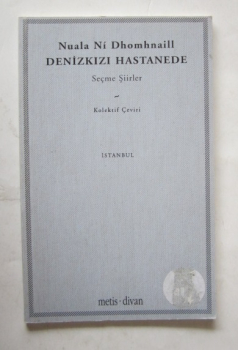 Nuala Ní Dhomhnaill
DENİZKIZI HASTANEDE
Seçme Şiirler
Kolektif Çeviri
İSTANBUL
metis·divan